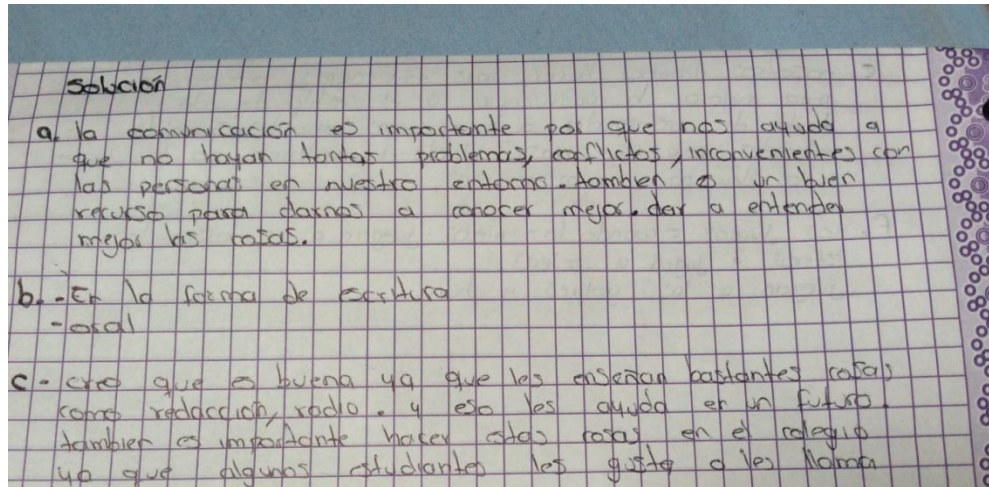 Solución
a. la comunicación es importante por que nos ayuda a
que no hayan tantas problemas, conflictos, inconvenientes con
las personas en nuestro entorno. tambien es un buen
recurso para darnos a conocer mejor. dar a entender
mejor las cosas.
b. - En la forma de escritura
- oral
c - creo que es buena ya que les enseñan bastantes cosas
como redacción, radio. y eso les ayuda en un futuro.
tambien es importante hacer estas cosas en el colegio
ya que algunos estudiantes les gusta o les llama